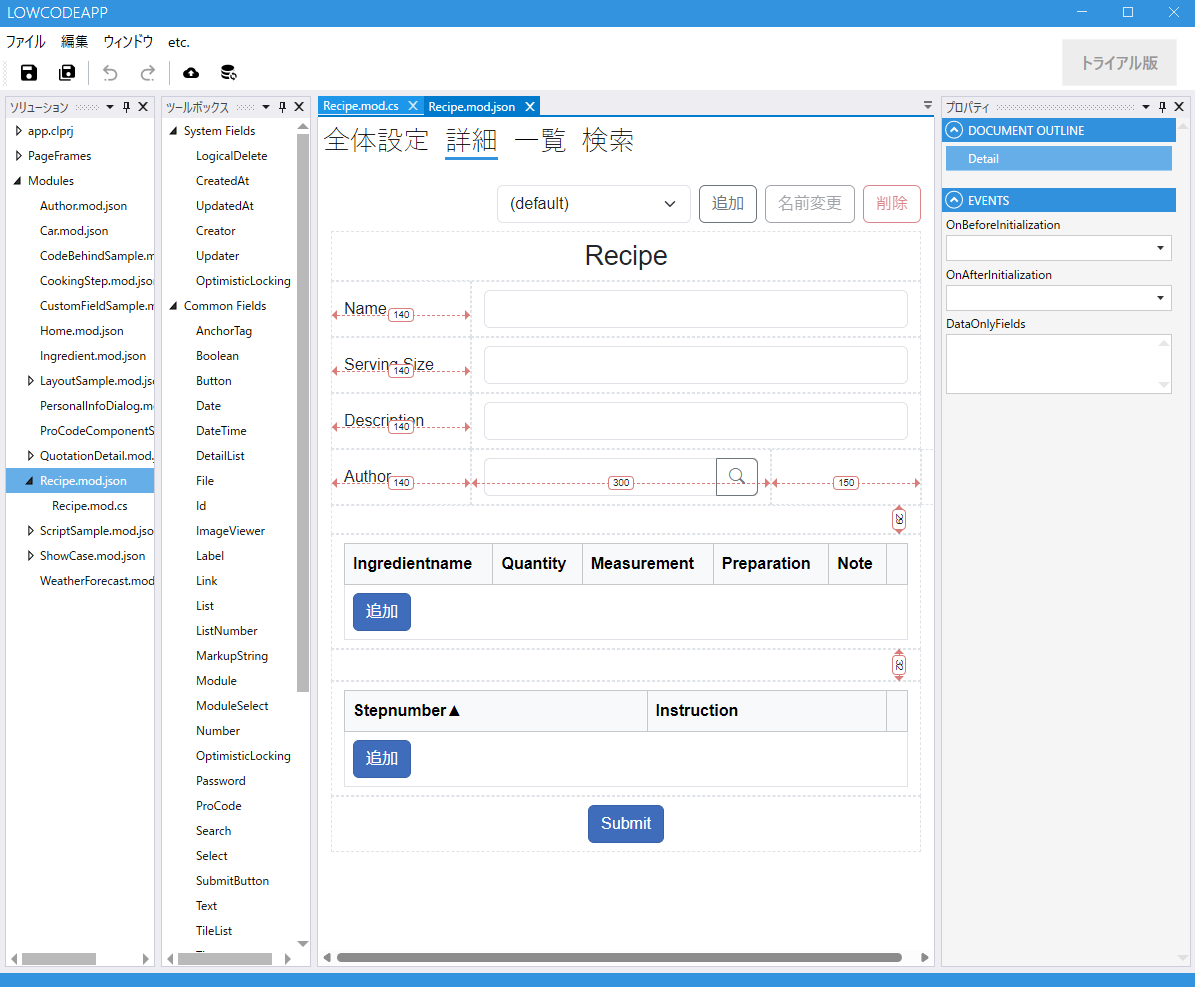 LOWCODEAPP
ファイル 編集 ウィンドウ etc.
トライアル版
ソリューション
app.clprj
PageFrames
Modules
Author.mod.json
Car.mod.json
CodeBehindSample.m
CookingStep.mod.jso
CustomFieldSample.m
Home.mod.json
Ingredient.mod.json
LayoutSample.mod.js
PersonalInfoDialog.m
ProCodeComponentS
QuotationDetail.mod.
Recipe.mod.json
Recipe.mod.cs
ScriptSample.mod.jso
ShowCase.mod.json
WeatherForecast.mod
ツールボックス
System Fields
LogicalDelete
CreatedAt
UpdatedAt
Creator
Updater
OptimisticLocking
Common Fields
AnchorTag
Boolean
Button
Date
DateTime
DetailList
File
Id
ImageViewer
Label
Link
List
ListNumber
MarkupString
Module
ModuleSelect
Number
OptimisticLocking
Password
ProCode
Search
Select
SubmitButton
Text
TileList
Recipe.mod.cs Recipe.mod.json
全体設定 詳細 一覧 検索
(default) 追加 名前変更 削除
Recipe
Name 140
Serving Size 140
Description 140
Author 140 300 150
29
Ingredientname Quantity Measurement Preparation Note
追加
32
Stepnumber▲ Instruction
追加
Submit
プロパティ
DOCUMENT OUTLINE
Detail
EVENTS
OnBeforeInitialization
OnAfterInitialization
DataOnlyFields